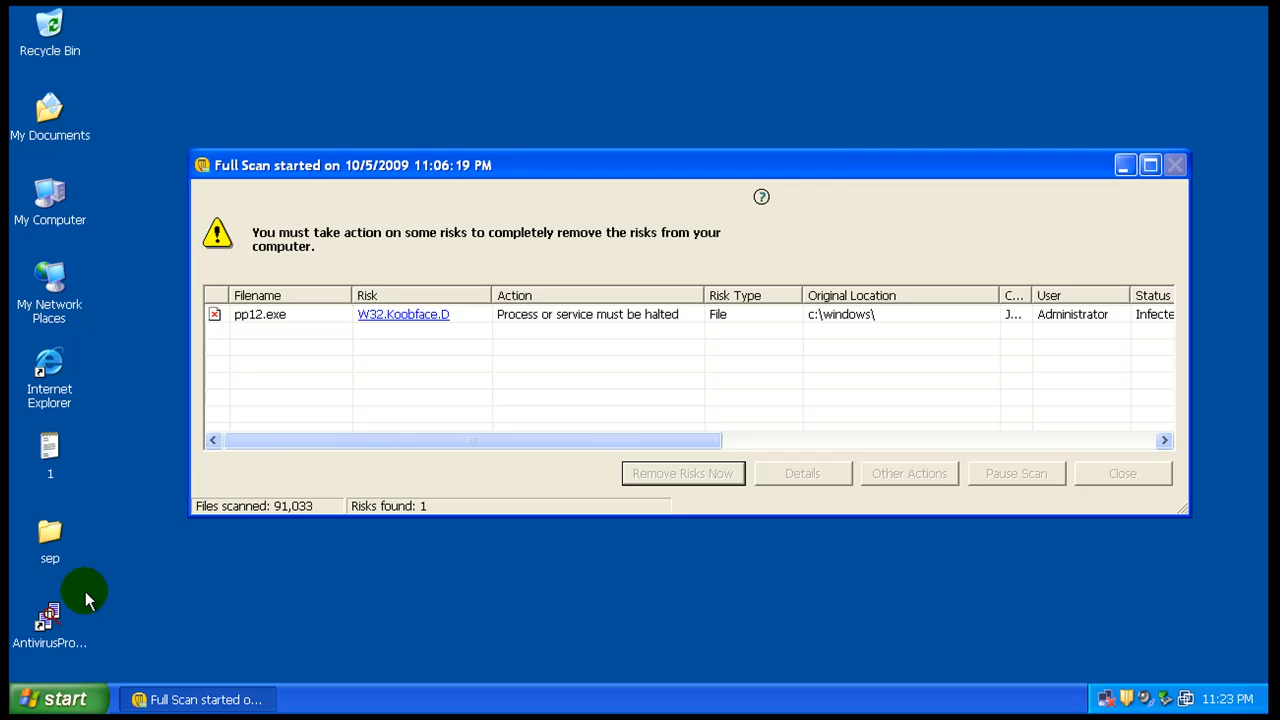 Recycle Bin
My Documents
My Computer
My Network
Places
Internet
Explorer
1
sep
AntivirusPro...
Full Scan started on 10/5/2009 11:06:19 PM
?
You must take action on some risks to completely remove the risks from your
computer.
Filename Risk Action Risk Type Original Location C... User Status
pp12.exe W32.Koobface.D Process or service must be halted File c:\windows\ J... Administrator Infecte
Remove Risks Now Details Other Actions Pause Scan Close
Files scanned: 91,033 Risks found: 1
start Full Scan started o... 11:23 PM